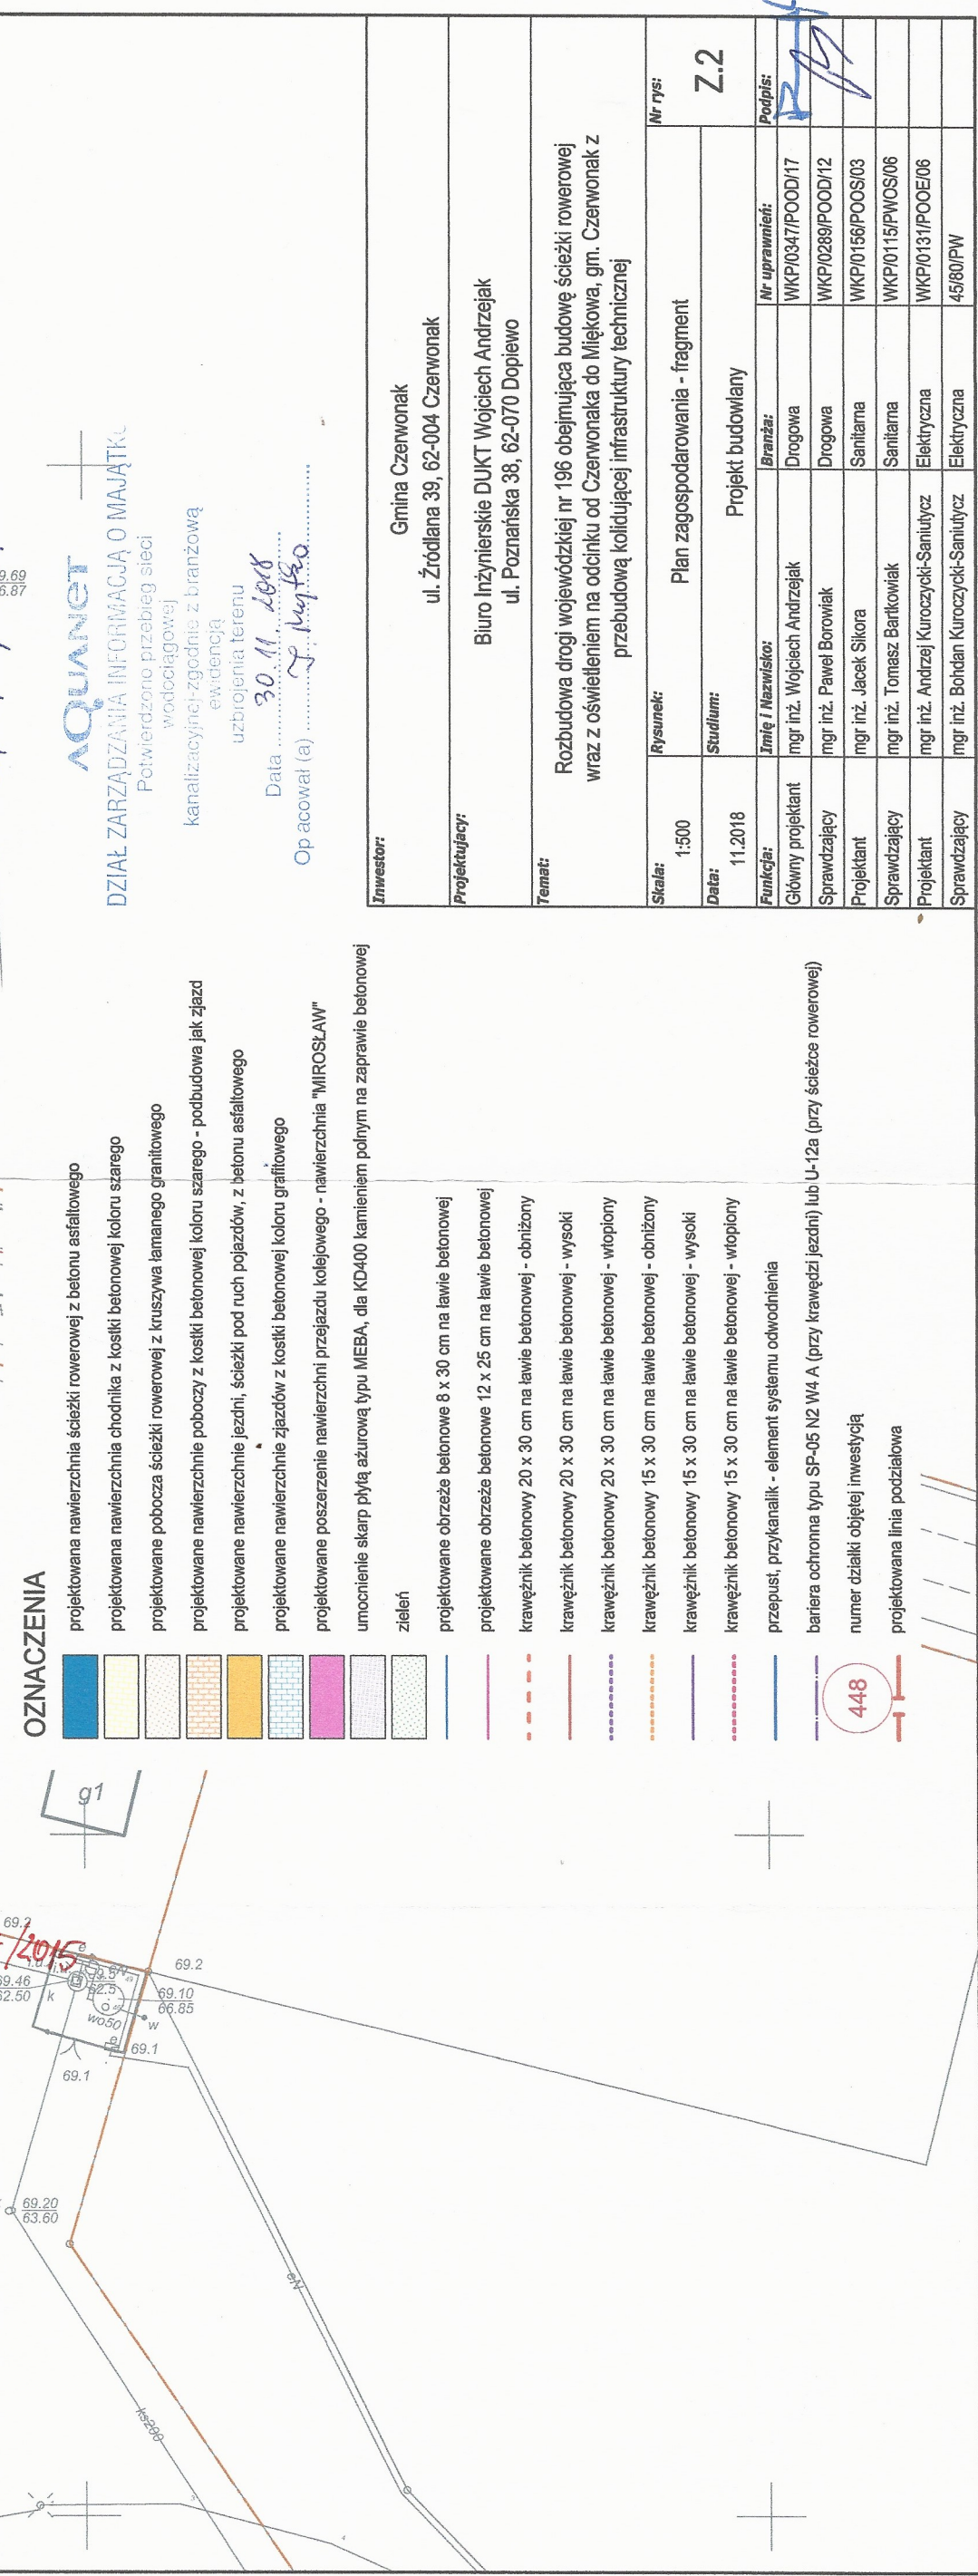 69.20
63.60
ks200
eN
69.2
/2015
69.46
62.50
k
wo50
w
69.10
66.85
69.2
69.1
69.1
g1
OZNACZENIA
projektowana nawierzchnia ścieżki rowerowej z betonu asfaltowego
projektowana nawierzchnia chodnika z kostki betonowej koloru szarego
projektowane pobocza ścieżki rowerowej z kruszywa łamanego granitowego
projektowane nawierzchnie poboczy z kostki betonowej koloru szarego - podbudowa jak zjazd
projektowane nawierzchnie jezdni, ścieżki pod ruch pojazdów, z betonu asfaltowego
projektowane nawierzchnie zjazdów z kostki betonowej koloru grafitowego
projektowane poszerzenie nawierzchni przejazdu kolejowego - nawierzchnia "MIROSŁAW"
umocnienie skarp płytą ażurową typu MEBA, dla KD400 kamieniem polnym na zaprawie betonowej
zieleń
projektowane obrzeże betonowe 8 x 30 cm na ławie betonowej
projektowane obrzeże betonowe 12 x 25 cm na ławie betonowej
krawężnik betonowy 20 x 30 cm na ławie betonowej - obniżony
krawężnik betonowy 20 x 30 cm na ławie betonowej - wysoki
krawężnik betonowy 20 x 30 cm na ławie betonowej - wtopiony
krawężnik betonowy 15 x 30 cm na ławie betonowej - obniżony
krawężnik betonowy 15 x 30 cm na ławie betonowej - wysoki
krawężnik betonowy 15 x 30 cm na ławie betonowej - wtopiony
przepust, przykanalik - element systemu odwodnienia
bariera ochronna typu SP-05 N2 W4 A (przy krawędzi jezdni) lub U-12a (przy ścieżce rowerowej)
448 numer działki objętej inwestycją
projektowana linia podziałowa
9.69
6.87
AQUANET
DZIAŁ ZARZĄDZANIA INFORMACJĄ O MAJĄTKU
Potwierdzono przebieg sieci
wodociągowej
kanalizacyjnej-zgodnie z branżową
ewidencją
uzbrojenia terenu
Data 30 11. 2018
Op acował (a)
Inwestor:
Gmina Czerwonak
ul. Źródlana 39, 62-004 Czerwonak
Projektujacy:
Biuro Inżynierskie DUKT Wojciech Andrzejak
ul. Poznańska 38, 62-070 Dopiewo
Temat:
Rozbudowa drogi wojewódzkiej nr 196 obejmująca budowę ścieżki rowerowej
wraz z oświetleniem na odcinku od Czerwonaka do Miękowa, gm. Czerwonak z
przebudową kolidującej infrastruktury technicznej
Skala: Rysunek: Nr rys:
1:500 Plan zagospodarowania - fragment Z.2
Data: Studium:
11.2018 Projekt budowlany
Funkcja: Imię i Nazwisko: Branża: Nr uprawnień: Podpis:
Główny projektant mgr inż. Wojciech Andrzejak Drogowa WKP/0347/POOD/17
Sprawdzający mgr inż. Paweł Borowiak Drogowa WKP/0289/POOD/12
Projektant mgr inż. Jacek Sikora Sanitarna WKP/0156/POOS/03
Sprawdzający mgr inż. Tomasz Bartkowiak Sanitarna WKP/0115/PWOS/06
Projektant mgr inż. Andrzej Kuroczycki-Saniutycz Elektryczna WKP/0131/POOE/06
Sprawdzający mgr inż. Bohdan Kuroczycki-Saniutycz Elektryczna 45/80/PW